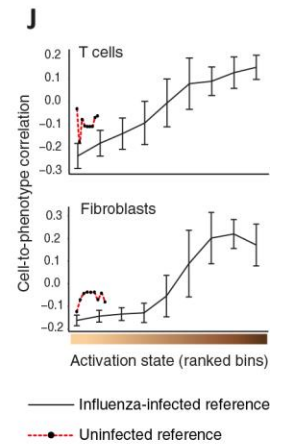 J
T cells
0.2
0.1
0.0
−0.1
−0.2
−0.3
Cell-to-phenotype correlation
Fibroblasts
0.3
0.2
0.1
0.0
−0.1
−0.2
Activation state (ranked bins)
Influenza-infected reference
Uninfected reference